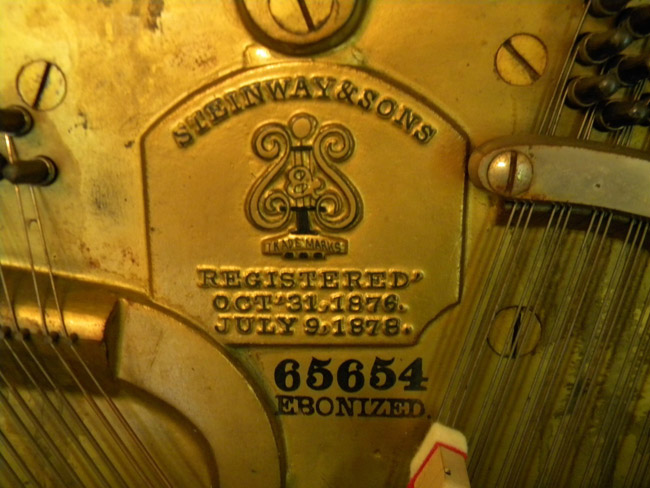 STEINWAY & SONS
S
TRADE MARKS
REGISTERED
OCT. 31, 1876.
JULY 9, 1878.
65654
EBONIZED.